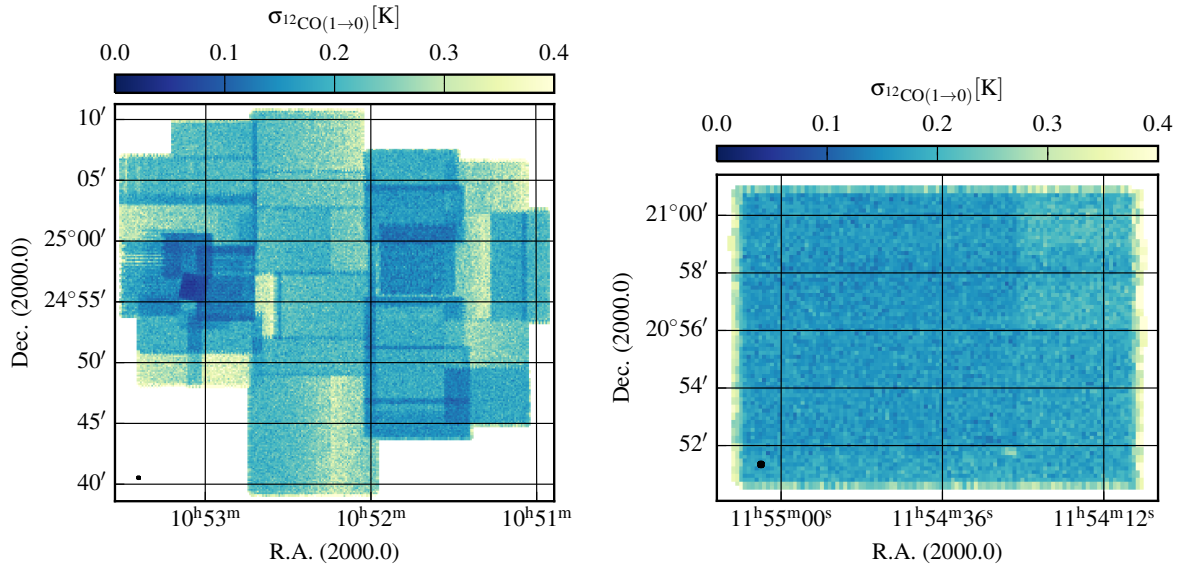 σ₁₂CO(1→0)[K]
0.0 0.1 0.2 0.3 0.4
10′
05′
25°00′
24°55′
50′
45′
40′
Dec. (2000.0)
10ʰ53ᵐ 10ʰ52ᵐ 10ʰ51ᵐ
R.A. (2000.0)
σ₁₂CO(1→0)[K]
0.0 0.1 0.2 0.3 0.4
21°00′
58′
20°56′
54′
52′
Dec. (2000.0)
11ʰ55ᵐ00ˢ 11ʰ54ᵐ36ˢ 11ʰ54ᵐ12ˢ
R.A. (2000.0)